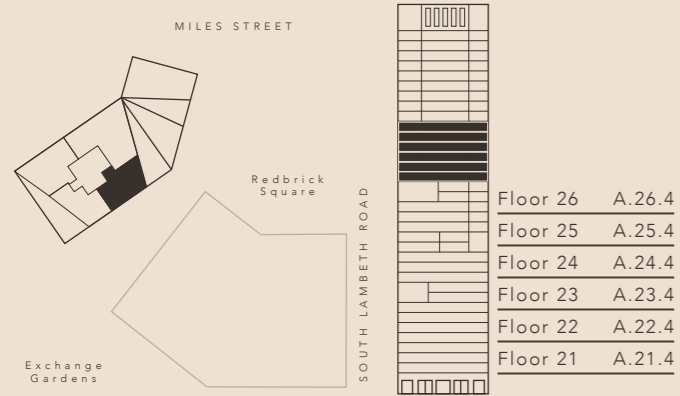 MILES STREET
Redbrick
Square
SOUTH LAMBETH ROAD
Exchange
Gardens
Floor 26 A.26.4
Floor 25 A.25.4
Floor 24 A.24.4
Floor 23 A.23.4
Floor 22 A.22.4
Floor 21 A.21.4